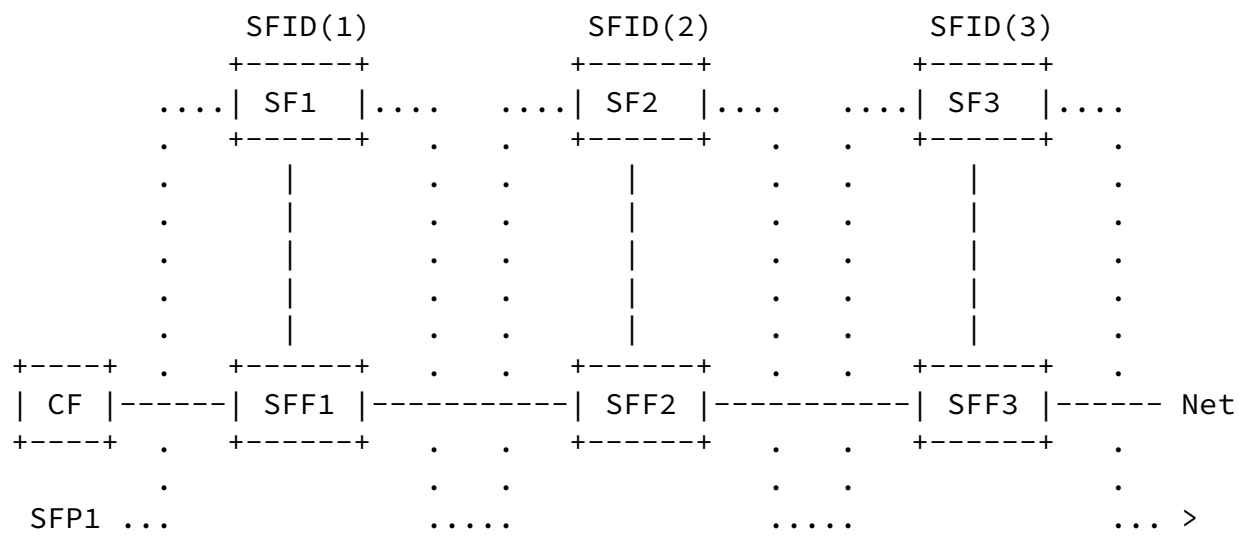 SFID(1) SFID(2) SFID(3)
SF1 SF2 SF3
CF SFF1 SFF2 SFF3 Net
SFP1